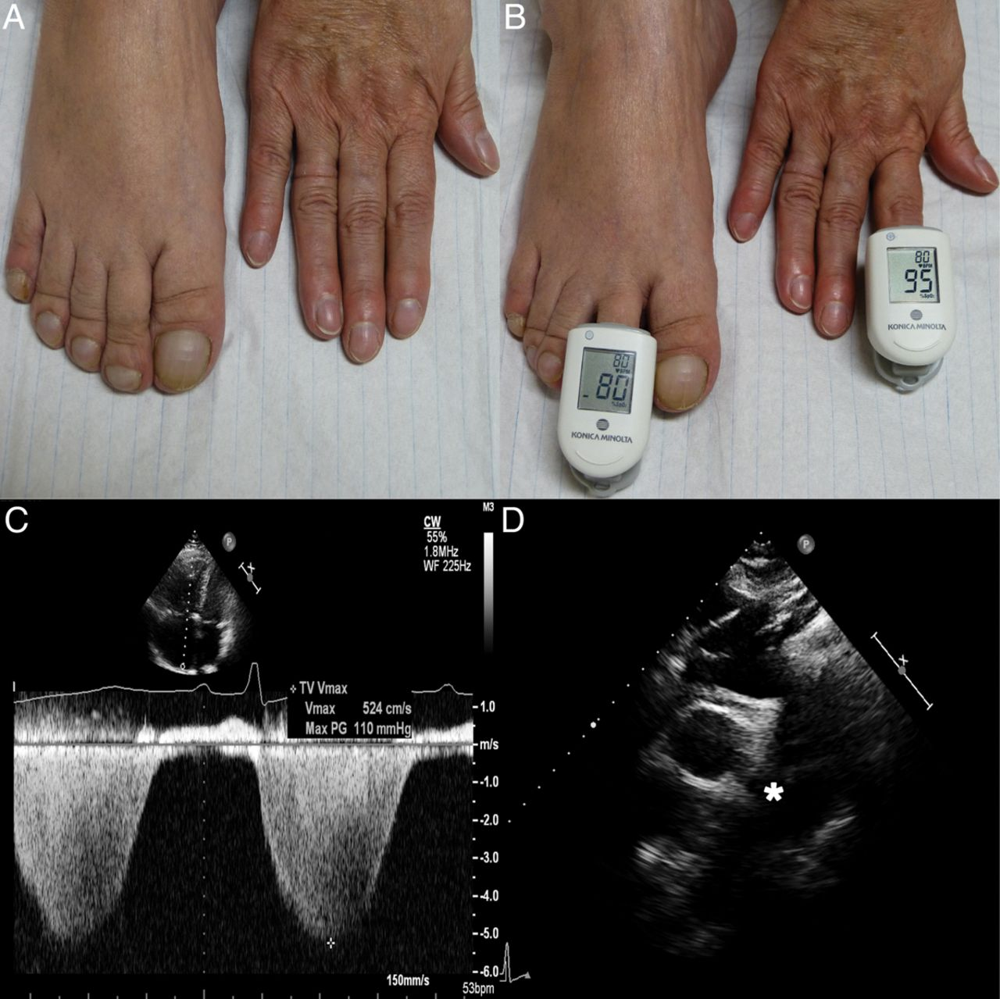 A
B
80
♥BPM
95
%SpO₂
KONICA MINOLTA
80
♥BPM
-80
%SpO₂
KONICA MINOLTA
C
P
X
CW
55%
1.8MHz
WF 225Hz
M3
TV Vmax
Vmax 524 cm/s
Max PG 110 mmHg
1.0
m/s
-1.0
-2.0
-3.0
-4.0
-5.0
-6.0
150mm/s
53bpm
D
P
X
*